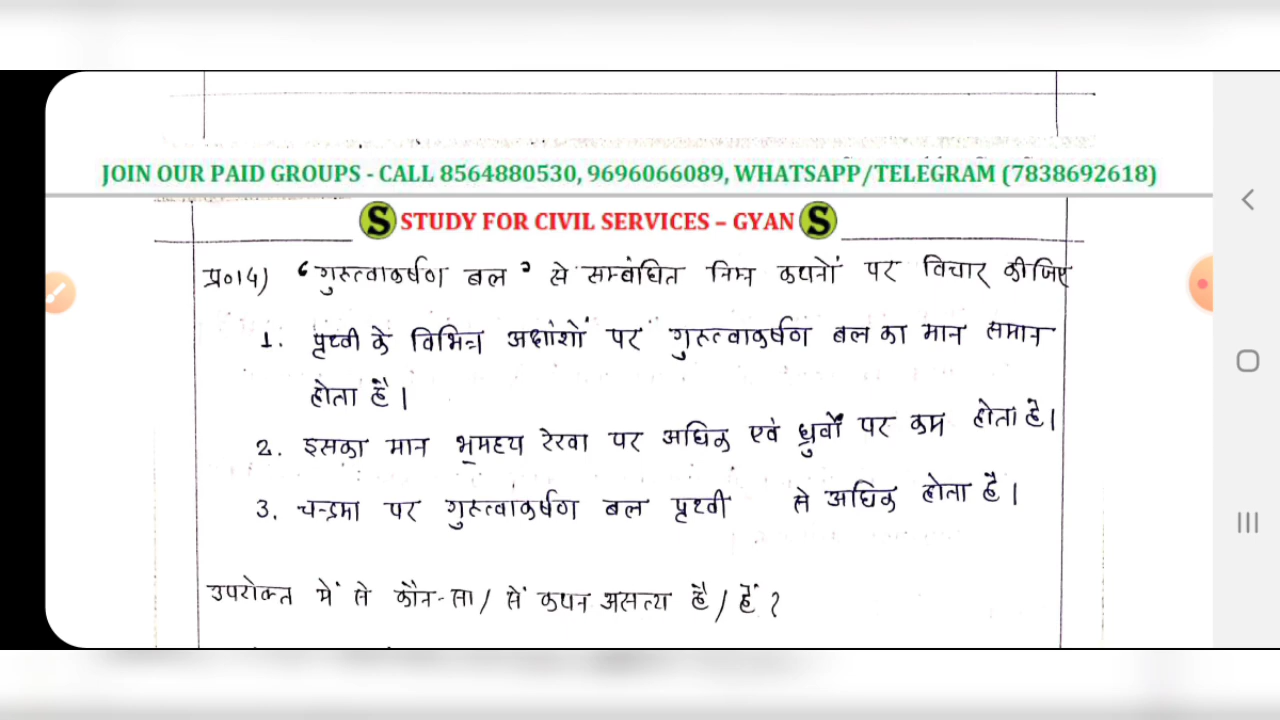 JOIN OUR PAID GROUPS - CALL 8564880530, 9696066089, WHATSAPP/TELEGRAM (7838692618)
S STUDY FOR CIVIL SERVICES – GYAN S
प्र०14) ‘गुरुत्वाकर्षण बल’ से सम्बंधित निम्न कथनों पर विचार कीजिए
1. पृथ्वी के विभिन्न अक्षांशों पर गुरुत्वाकर्षण बल का मान समान
होता है।
2. इसका मान भूमध्य रेखा पर अधिक एवं ध्रुवों पर कम होता है।
3. चन्द्रमा पर गुरुत्वाकर्षण बल पृथ्वी से अधिक होता है।
उपरोक्त में से कौन-सा/ से कथन असत्य है/हैं?